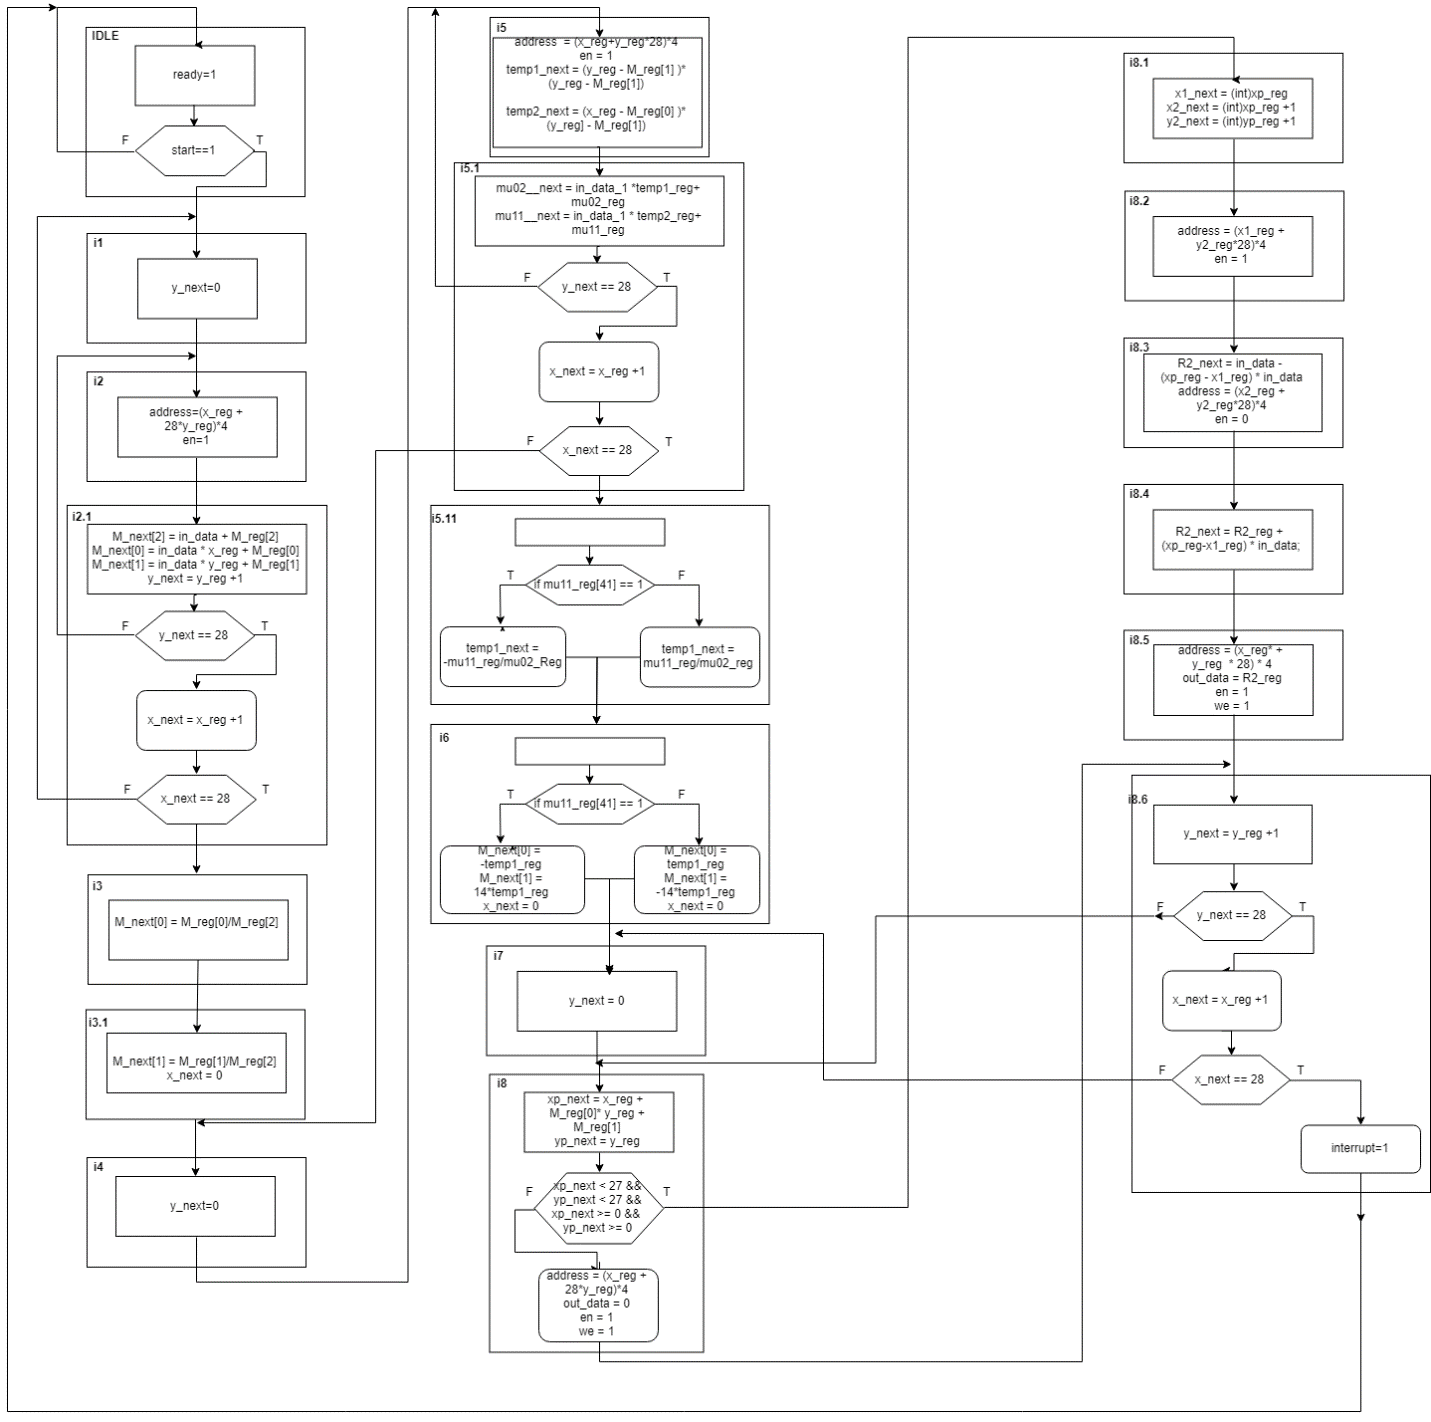 IDLE
ready=1
start==1
F
T
i1
y_next=0
i2
address=(x_reg +
28*y_reg)*4
en=1
i2.1
M_next[2] = in_data + M_reg[2]
M_next[0] = in_data * x_reg + M_reg[0]
M_next[1] = in_data * y_reg + M_reg[1]
y_next = y_reg +1
F
T
y_next == 28
x_next = x_reg +1
F
T
x_next == 28
i3
M_next[0] = M_reg[0]/M_reg[2]
i3.1
M_next[1] = M_reg[1]/M_reg[2]
x_next = 0
i4
y_next=0
i5
address = (x_reg+y_reg*28)*4
en = 1
temp1_next = (y_reg - M_reg[1] )*
(y_reg - M_reg[1])
temp2_next = (x_reg - M_reg[0] )*
(y_reg] - M_reg[1])
i5.1
mu02__next = in_data_1 *temp1_reg+
mu02_reg
mu11__next = in_data_1 * temp2_reg+
mu11_reg
F
T
y_next == 28
x_next = x_reg +1
F
T
x_next == 28
i5.11
T
F
if mu11_reg[41] == 1
temp1_next =
-mu11_reg/mu02_Reg
temp1_next =
mu11_reg/mu02_reg
i6
T
F
if mu11_reg[41] == 1
M_next[0] =
-temp1_reg
M_next[1] =
14*temp1_reg
x_next = 0
M_next[0] =
temp1_reg
M_next[1] =
-14*temp1_reg
x_next = 0
i7
y_next = 0
i8
xp_next = x_reg +
M_reg[0]* y_reg +
M_reg[1]
yp_next = y_reg
F
T
xp_next < 27 &&
yp_next < 27 &&
xp_next >= 0 &&
yp_next >= 0
address = (x_reg +
28*y_reg)*4
out_data = 0
en = 1
we = 1
i8.1
x1_next = (int)xp_reg
x2_next = (int)xp_reg +1
y2_next = (int)yp_reg +1
i8.2
address = (x1_reg +
y2_reg*28)*4
en = 1
i8.3
R2_next = in_data -
(xp_reg - x1_reg) * in_data
address = (x2_reg +
y2_reg*28)*4
en = 0
i8.4
R2_next = R2_reg +
(xp_reg-x1_reg) * in_data;
i8.5
address = (x_reg* +
y_reg * 28) * 4
out_data = R2_reg
en = 1
we = 1
i8.6
y_next = y_reg +1
F
T
y_next == 28
x_next = x_reg +1
F
T
x_next == 28
interrupt=1